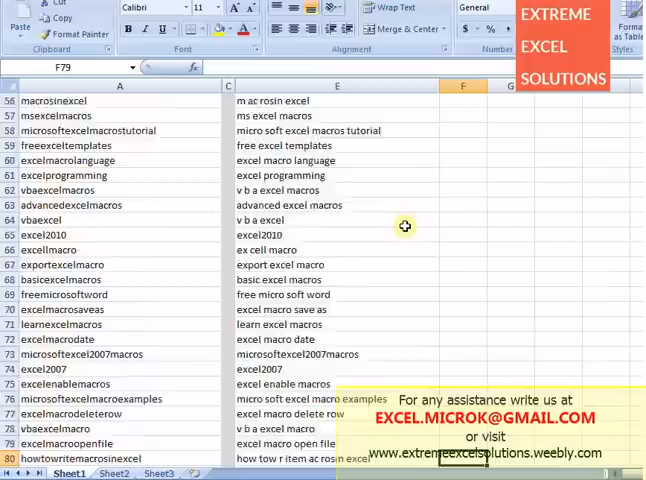 Cut
Copy
Paste
Format Painter
Clipboard
Calibri 11
B I U
Font
Wrap Text
Merge & Center
Alignment
General
$ % ,
Format
as Table
Styles
EXTREME
EXCEL
SOLUTIONS
F79 fx
A C E F G
56 macrosinexcel m ac rosin excel
57 msexcelmacros ms excel macros
58 microsoftexcelmacrostutorial micro soft excel macros tutorial
59 freeexceltemplates free excel templates
60 excelmacrolanguage excel macro language
61 excelprogramming excel programming
62 vbaexcelmacros v b a excel macros
63 advancedexcelmacros advanced excel macros
64 vbaexcel v b a excel
65 excel2010 excel2010
66 excellmacro ex cell macro
67 exportexcelmacro export excel macro
68 basicexcelmacros basic excel macros
69 freemicrosoftword free micro soft word
70 excelmacrosaveas excel macro save as
71 learnexcelmacros learn excel macros
72 excelmacrodate excel macro date
73 microsoftexcel2007macros microsoftexcel2007macros
74 excel2007 excel2007
75 excelenablemacros excel enable macros
76 microsoftexcelmacroexamples micro soft excel macro examples
77 excelmacrodeleterow excel macro delete row
78 vbaexcelmacro v b a excel macro
79 excelmacroopenfile excel macro open file
80 howtowritemacrosinexcel how tow r item ac rosin excel
For any assistance write us at
EXCEL.MICROK@GMAIL.COM
or visit
www.extremeexcelsolutions.weebly.com
Sheet1 Sheet2 Sheet3